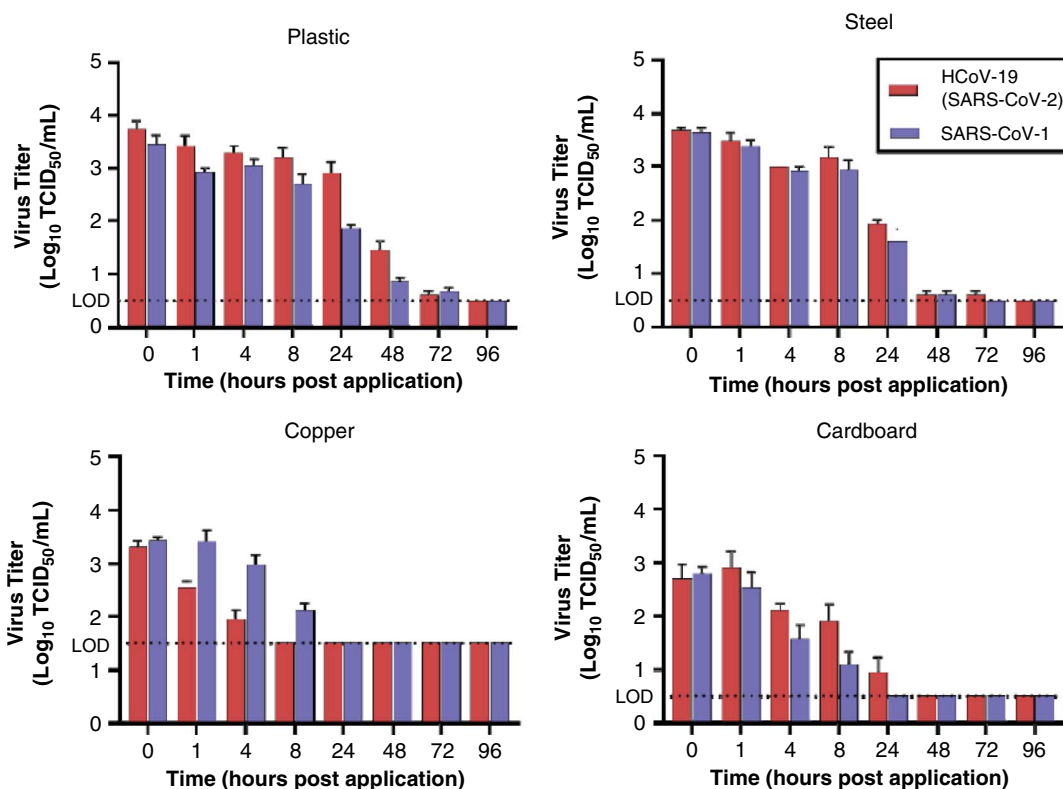 Plastic
Virus Titer
(Log₁₀ TCID₅₀/mL)
5
4
3
2
1
LOD
0
0 1 4 8 24 48 72 96
Time (hours post application)
Steel
HCoV-19
(SARS-CoV-2)
SARS-CoV-1
Virus Titer
(Log₁₀ TCID₅₀/mL)
5
4
3
2
1
LOD
0
0 1 4 8 24 48 72 96
Time (hours post application)
Copper
Virus Titer
(Log₁₀ TCID₅₀/mL)
5
4
3
2
LOD
1
0
0 1 4 8 24 48 72 96
Time (hours post application)
Cardboard
Virus Titer
(Log₁₀ TCID₅₀/mL)
5
4
3
2
1
LOD
0
0 1 4 8 24 48 72 96
Time (hours post application)